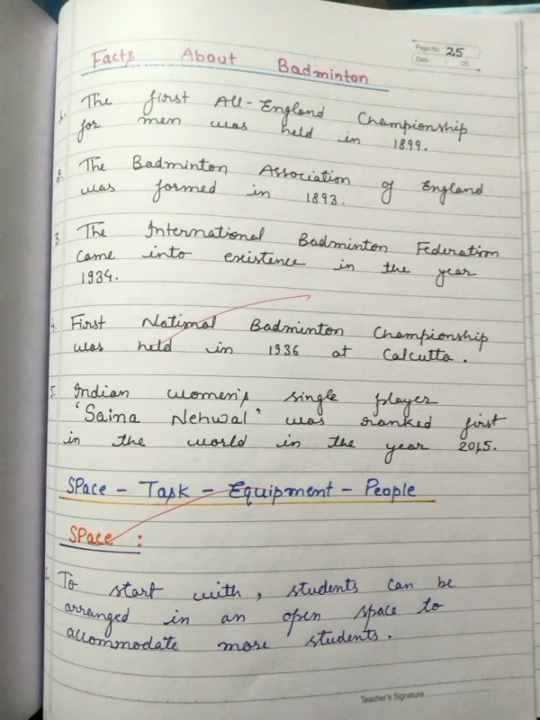 Page No. 25
Date
Facts About Badminton
1. The first All-England Championship
for men was held in 1899.
2. The Badminton Association of England
was formed in 1893.
3. The International Badminton Federation
came into existence in the year
1934.
4. First National Badminton Championship
was held in 1936 at Calcutta.
5. Indian women's single player
'Saina Nehwal' was ranked first
in the world in the year 2015.
Space - Task - Equipment - People
Space :
To start with, students can be
arranged in an open space to
accommodate more students.
Teacher's Signature